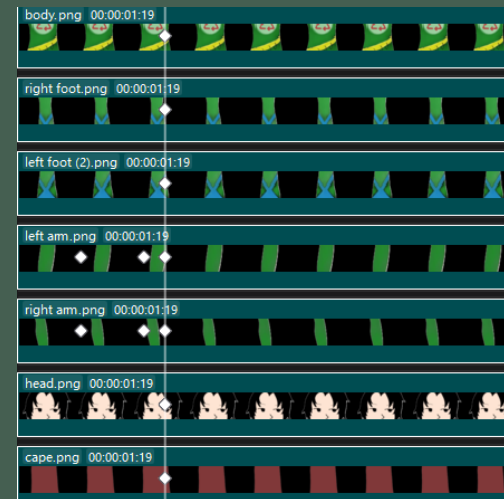 body.png 00:00:01:19
right foot.png 00:00:01:19
left foot (2).png 00:00:01:19
left arm.png 00:00:01:19
right arm.png 00:00:01:19
head.png 00:00:01:19
cape.png 00:00:01:19